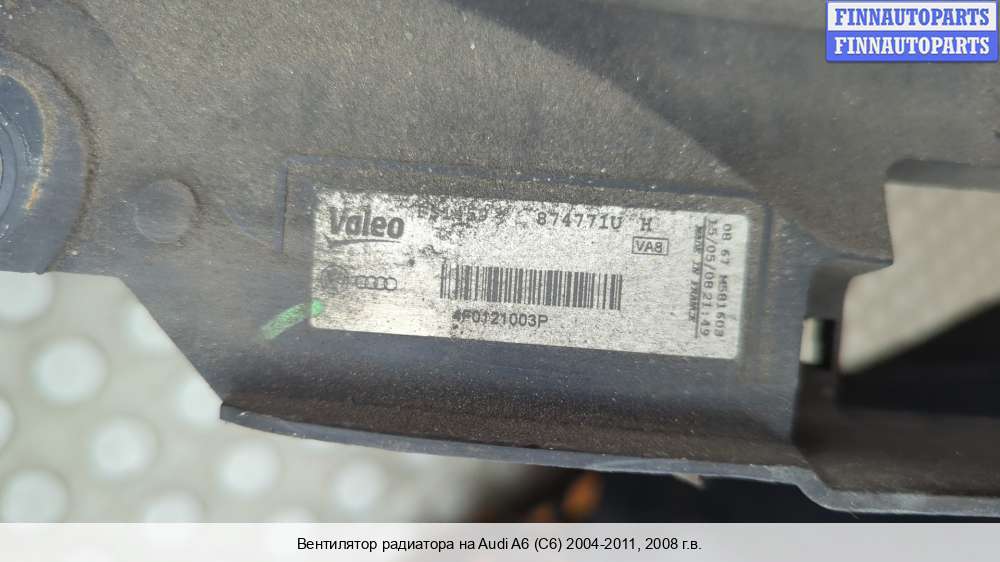 FINNAUTOPARTS
FINNAUTOPARTS
Valeo
874771U H
VA8
4F0121003P
08 67 M581603
15/05/08 21:49
MADE IN FRANCE
Вентилятор радиатора на Audi A6 (C6) 2004-2011, 2008 г.в.